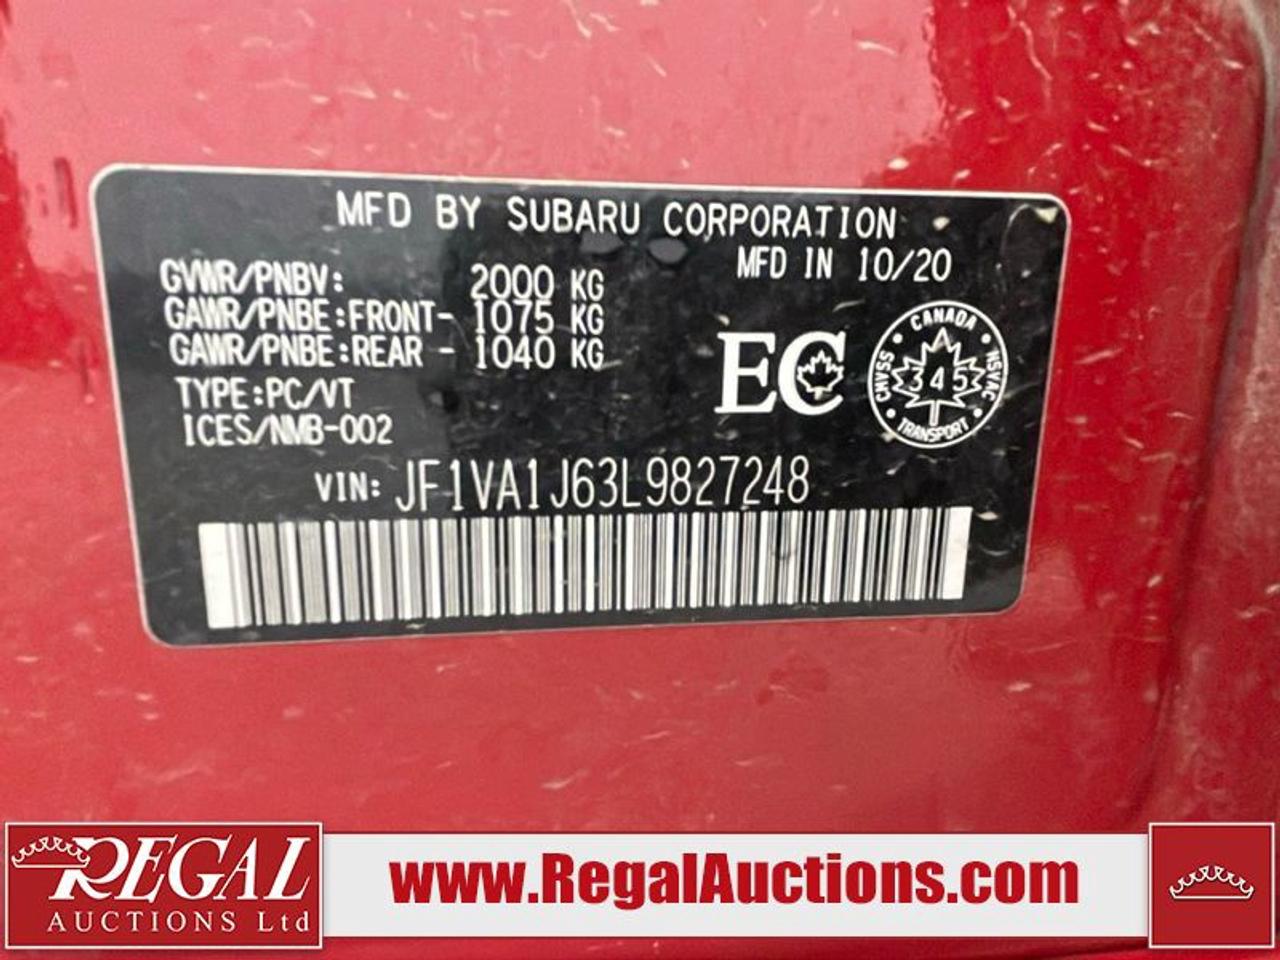 MFD BY SUBARU CORPORATION
MFD IN 10/20
GVWR/PNBV: 2000 KG
GAWR/PNBE:FRONT- 1075 KG
GAWR/PNBE:REAR - 1040 KG
TYPE:PC/VT
ICES/NMB-002
EC
CANADA
CMVSS 345 NSVAC
TRANSPORT
VIN: JF1VA1J63L9827248
REGAL
AUCTIONS Ltd
www.RegalAuctions.com